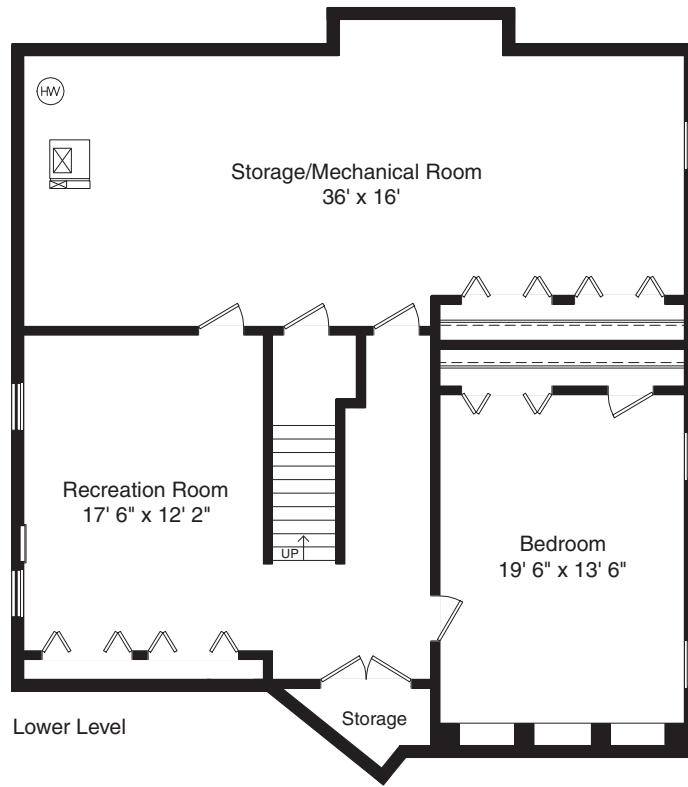 HW
Storage/Mechanical Room
36' x 16'
Recreation Room
17' 6" x 12' 2"
UP
Bedroom
19' 6" x 13' 6"
Storage
Lower Level